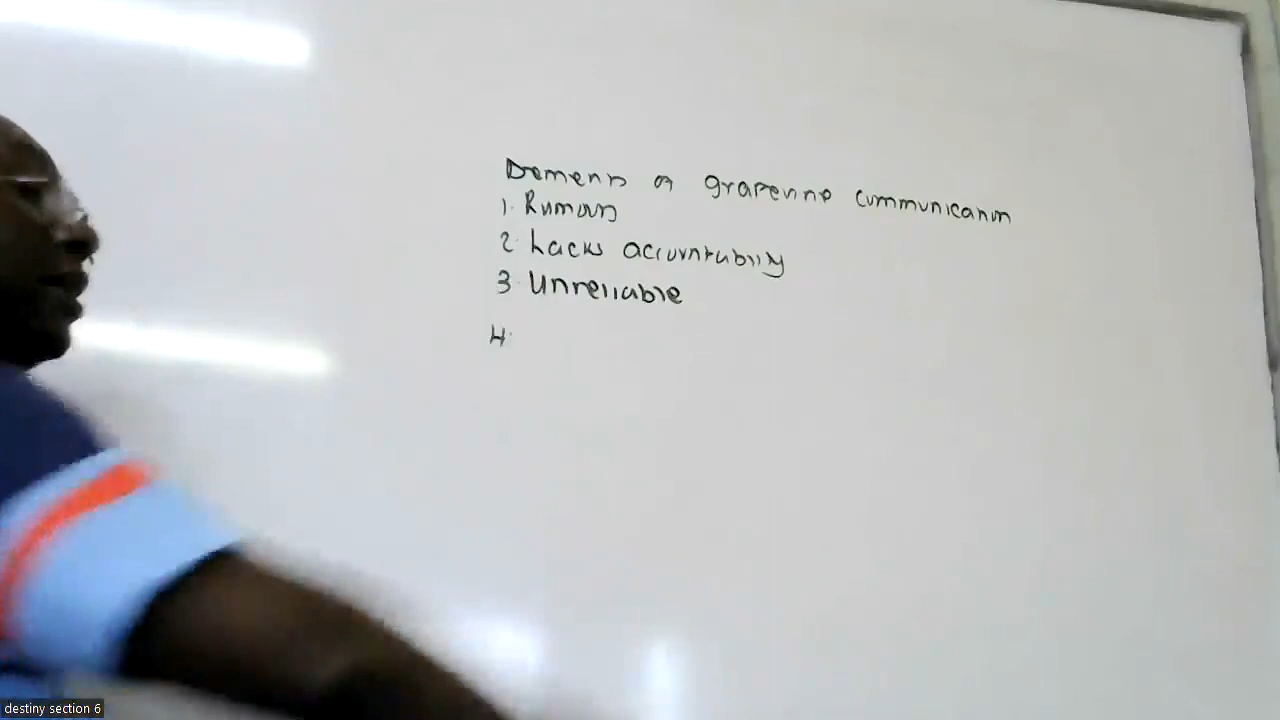 Demerits of grapevine communication
1. Rumours
2. Lacks accountability
3. Unreliable
4.
destiny section 6